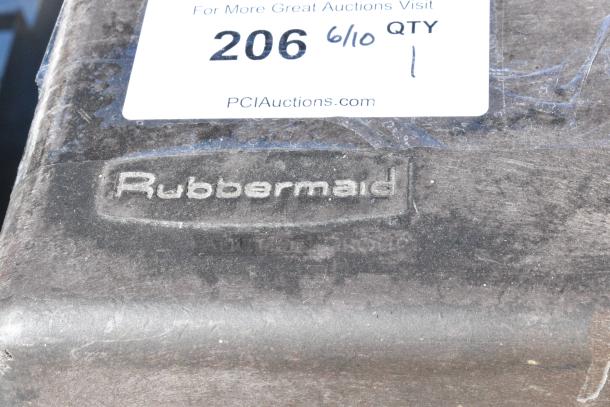 For More Great Auctions Visit
206 6/10 QTY
1
PCIAuctions.com
Rubbermaid